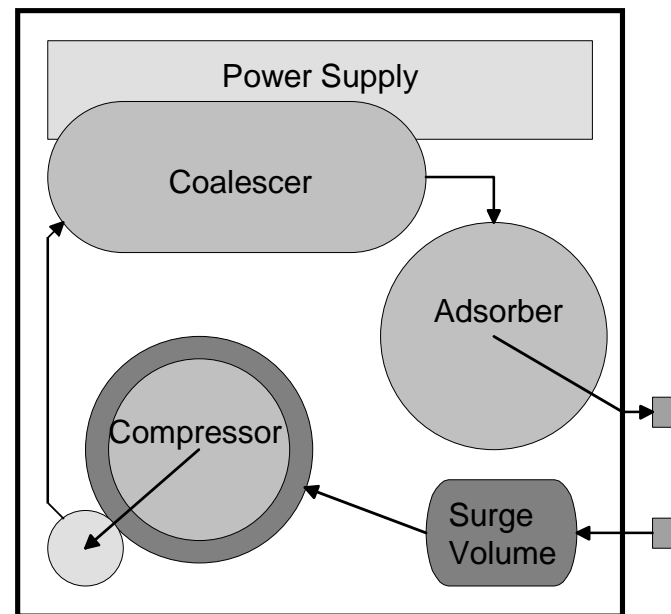 Power Supply
Coalescer
Adsorber
Compressor
Surge
Volume